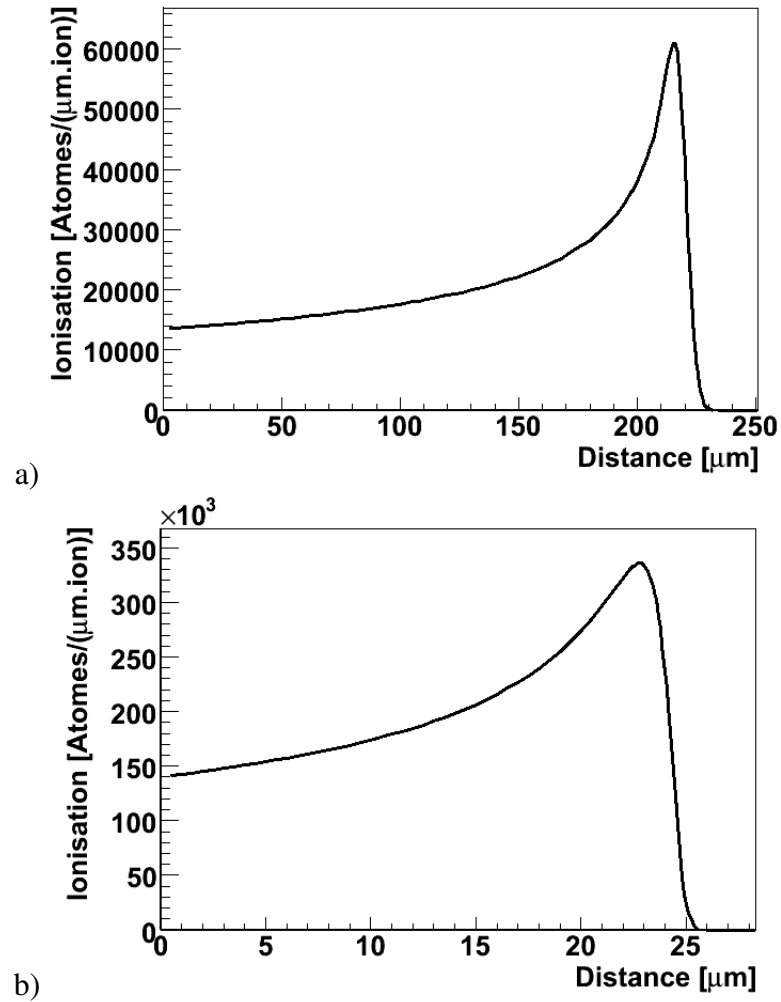 Ionisation [Atomes/(μm.ion)]
60000
50000
40000
30000
20000
10000
0
0 50 100 150 200 250
Distance [μm]
a)
×10³
Ionisation [Atomes/(μm.ion)]
350
300
250
200
150
100
50
0
0 5 10 15 20 25
Distance [μm]
b)